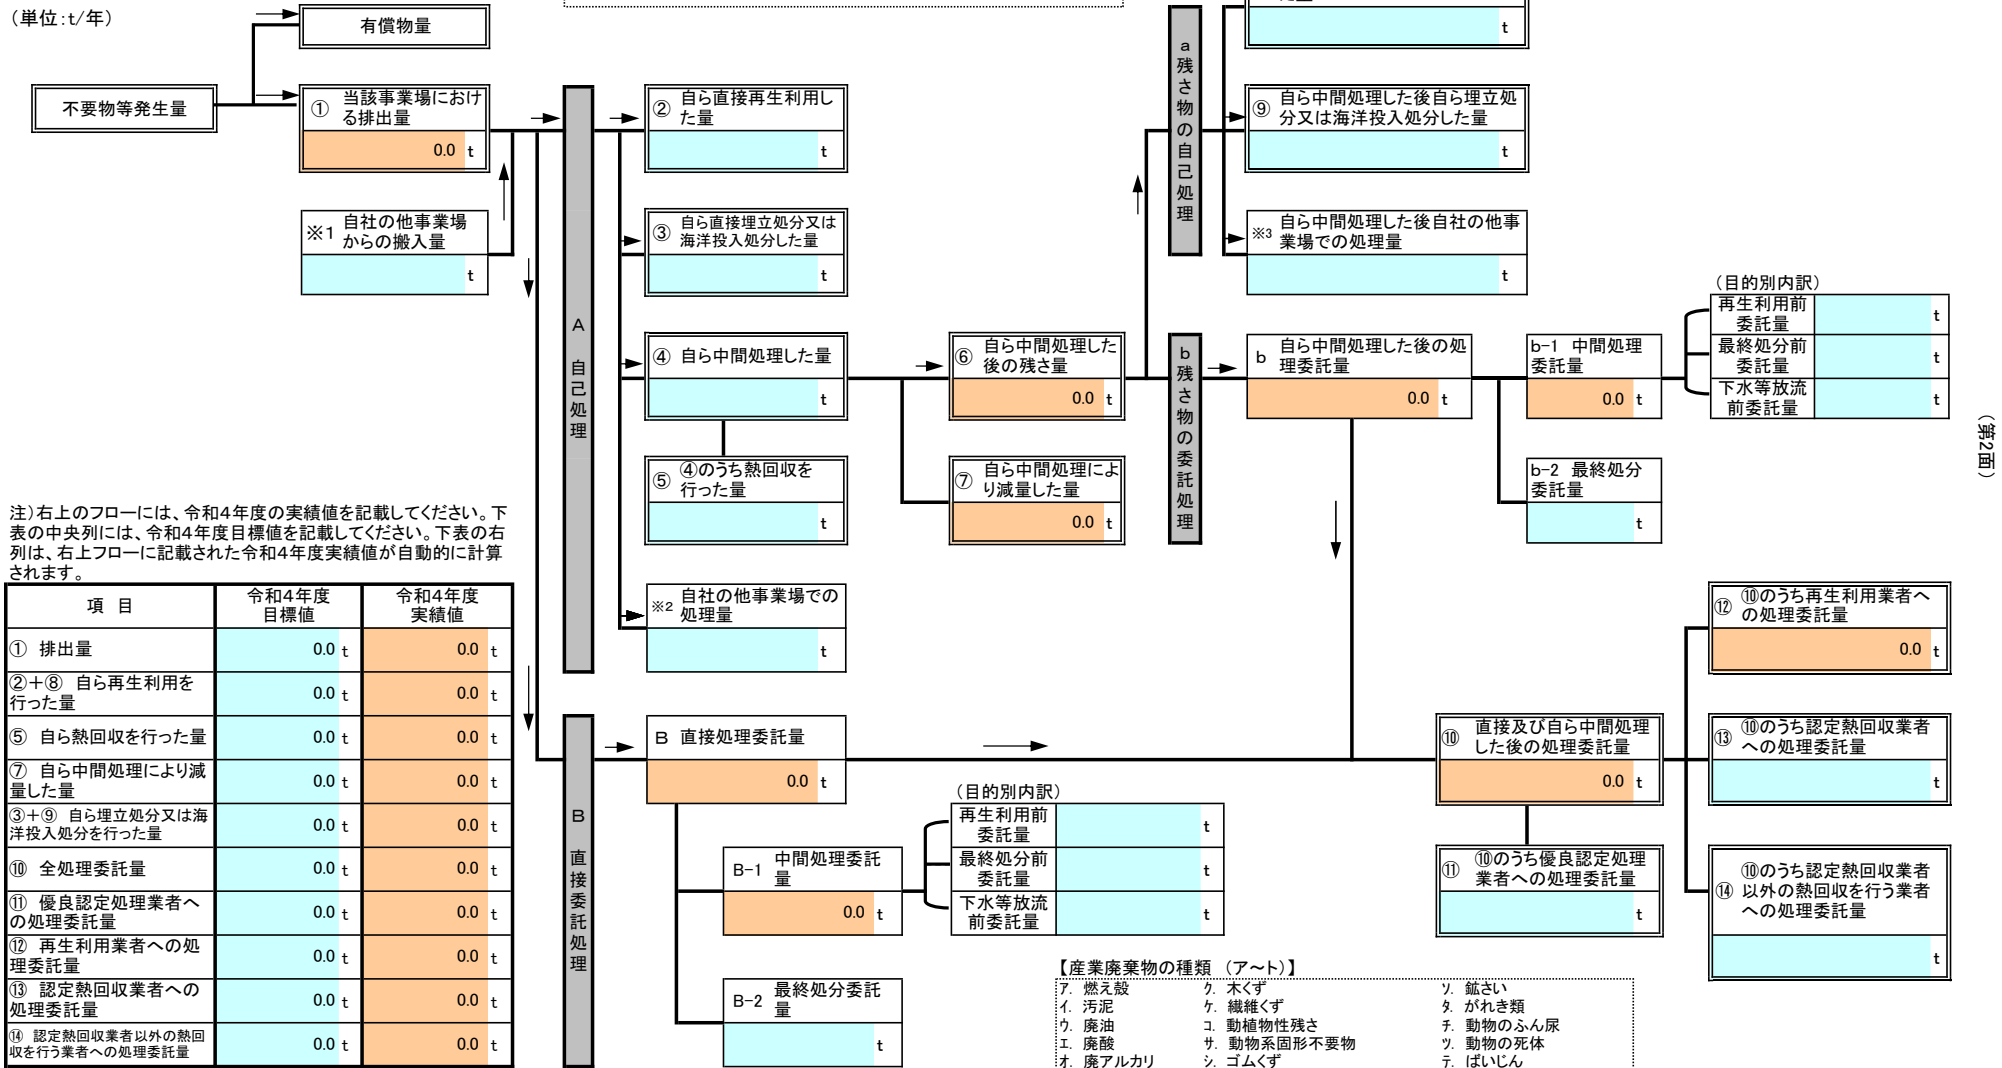 (単位:t/年)
有償物量
不要物等発生量
①
当該事業場におけ
る排出量
0.0 t
※1
自社の他事業場
からの搬入量
t
A 自己処理
②
自ら直接再生利用し
た量
t
③
自ら直接埋立処分又は
海洋投入処分した量
t
④ 自ら中間処理した量
t
⑤
④のうち熱回収を
行った量
t
※2
自社の他事業場での
処理量
t
⑥
自ら中間処理した
後の残さ量
0.0 t
⑦
自ら中間処理によ
り減量した量
0.0 t
a 残さ物の自己処理
t
⑨
自ら中間処理した後自ら埋立処
分又は海洋投入処分した量
t
※3
自ら中間処理した後自社の他事
業場での処理量
t
b 残さ物の委託処理
b
自ら中間処理した後の処
理委託量
0.0 t
b-1 中間処理
委託量
0.0 t
b-2 最終処分
委託量
t
(目的別内訳)
再生利用前
委託量
t
最終処分前
委託量
t
下水等放流
前委託量
t
(第2面)
注)右上のフローには、令和4年度の実績値を記載してください。下
表の中央列には、令和4年度目標値を記載してください。下表の右
列は、右上フローに記載された令和4年度実績値が自動的に計算
されます。
項 目
令和4年度
目標値
令和4年度
実績値
① 排出量
0.0 t 0.0 t
②+⑧ 自ら再生利用を
行った量
0.0 t 0.0 t
⑤ 自ら熱回収を行った量
0.0 t 0.0 t
⑦ 自ら中間処理により減
量した量
0.0 t 0.0 t
③+⑨ 自ら埋立処分又は海
洋投入処分を行った量
0.0 t 0.0 t
⑩ 全処理委託量
0.0 t 0.0 t
⑪ 優良認定処理業者へ
の処理委託量
0.0 t 0.0 t
⑫ 再生利用業者への処
理委託量
0.0 t 0.0 t
⑬ 認定熱回収業者への
処理委託量
0.0 t 0.0 t
⑭ 認定熱回収業者以外の熱回
収を行う業者への処理委託量
0.0 t 0.0 t
B 直接委託処理
B 直接処理委託量
0.0 t
B-1
中間処理委託
量
0.0 t
B-2
最終処分委託
量
t
(目的別内訳)
再生利用前
委託量
t
最終処分前
委託量
t
下水等放流
前委託量
t
⑩
直接及び自ら中間処理
した後の処理委託量
0.0 t
⑪
⑩のうち優良認定処理
業者への処理委託量
t
⑫
⑩のうち再生利用業者へ
の処理委託量
0.0 t
⑬
⑩のうち認定熱回収業者
への処理委託量
t
⑭
⑩のうち認定熱回収業者
以外の熱回収を行う業者
への処理委託量
t
【産業廃棄物の種類 (ア~ト)】
ア. 燃え殻 ク. 木くず ソ. 鉱さい
イ. 汚泥 ケ. 繊維くず タ. がれき類
ウ. 廃油 コ. 動植物性残さ チ. 動物のふん尿
エ. 廃酸 サ. 動物系固形不要物 ツ. 動物の死体
オ. 廃アルカリ シ. ゴムくず テ. ばいじん